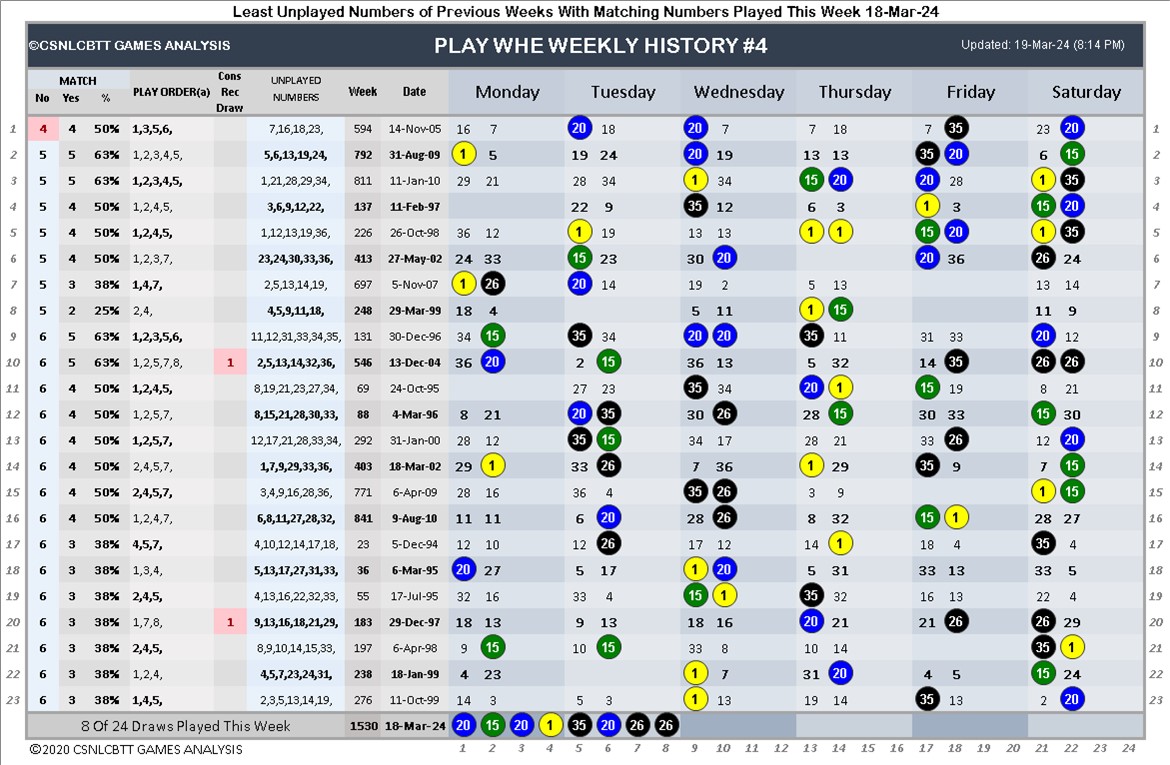 Least Unplayed Numbers of Previous Weeks With Matching Numbers Played This Week 18-Mar-24
©CSNLCBTT GAMES ANALYSIS PLAY WHE WEEKLY HISTORY #4 Updated: 19-Mar-24 (8:14 PM)
MATCH No Yes % PLAY ORDER(a) Cons Rec Draw UNPLAYED NUMBERS Week Date Monday Tuesday Wednesday Thursday Friday Saturday
1 4 4 50% 1,3,5,6, 7,16,18,23, 594 14-Nov-05 16 7 20 18 20 7 7 18 7 35 23 20 1
2 5 5 63% 1,2,3,4,5, 5,6,13,19,24, 792 31-Aug-09 1 5 19 24 20 19 13 13 35 20 6 15 2
3 5 5 63% 1,2,3,4,5, 1,21,28,29,34, 811 11-Jan-10 29 21 28 34 1 34 15 20 20 28 1 35 3
4 5 4 50% 1,2,4,5, 3,6,9,12,22, 137 11-Feb-97 22 9 35 12 6 3 1 3 15 20 4
5 5 4 50% 1,2,4,5, 1,12,13,19,36, 226 26-Oct-98 36 12 1 19 13 13 1 1 15 20 1 35 5
6 5 4 50% 1,2,3,7, 23,24,30,33,36, 413 27-May-02 24 33 15 23 30 20 20 36 26 24 6
7 5 3 38% 1,4,7, 2,5,13,14,19, 697 5-Nov-07 1 26 20 14 19 2 5 13 13 14 7
8 5 2 25% 2,4, 4,5,9,11,18, 248 29-Mar-99 18 4 5 11 1 15 11 9 8
9 6 5 63% 1,2,3,5,6, 11,12,31,33,34,35, 131 30-Dec-96 34 15 35 34 20 20 35 11 31 33 20 12 9
10 6 5 63% 1,2,5,7,8, 1 2,5,13,14,32,36, 546 13-Dec-04 36 20 2 15 36 13 5 32 14 35 26 26 10
11 6 4 50% 1,2,4,5, 8,19,21,23,27,34, 69 24-Oct-95 27 23 35 34 20 1 15 19 8 21 11
12 6 4 50% 1,2,5,7, 8,15,21,28,30,33, 88 4-Mar-96 8 21 20 35 30 26 28 15 30 33 15 30 12
13 6 4 50% 1,2,5,7, 12,17,21,28,33,34, 292 31-Jan-00 28 12 35 15 34 17 28 21 33 26 12 20 13
14 6 4 50% 2,4,5,7, 1,7,9,29,33,36, 403 18-Mar-02 29 1 33 26 7 36 1 29 35 9 7 15 14
15 6 4 50% 2,4,5,7, 3,4,9,16,28,36, 771 6-Apr-09 28 16 36 4 35 26 3 9 1 15 15
16 6 4 50% 1,2,4,7, 6,8,11,27,28,32, 841 9-Aug-10 11 11 6 20 28 26 8 32 15 1 28 27 16
17 6 3 38% 4,5,7, 4,10,12,14,17,18, 23 5-Dec-94 12 10 12 26 17 12 14 1 18 4 35 4 17
18 6 3 38% 1,3,4, 5,13,17,27,31,33, 36 6-Mar-95 20 27 5 17 1 20 5 31 33 13 33 5 18
19 6 3 38% 2,4,5, 4,13,16,22,32,33, 55 17-Jul-95 32 16 33 4 15 1 35 32 16 13 22 4 19
20 6 3 38% 1,7,8, 1 9,13,16,18,21,29, 183 29-Dec-97 18 13 9 13 18 16 20 21 21 26 26 29 20
21 6 3 38% 2,4,5, 8,9,10,14,15,33, 197 6-Apr-98 9 15 10 15 33 8 10 14 35 1 21
22 6 3 38% 1,2,4, 4,5,7,23,24,31, 238 18-Jan-99 4 23 1 7 31 20 4 5 15 24 22
23 6 3 38% 1,4,5, 2,3,5,13,14,19, 276 11-Oct-99 14 3 5 3 1 13 19 14 35 13 2 20 23
8 Of 24 Draws Played This Week 1530 18-Mar-24 20 15 20 1 35 20 26 26
©2020 CSNLCBTT GAMES ANALYSIS 1 2 3 4 5 6 7 8 9 10 11 12 13 14 15 16 17 18 19 20 21 22 23 24